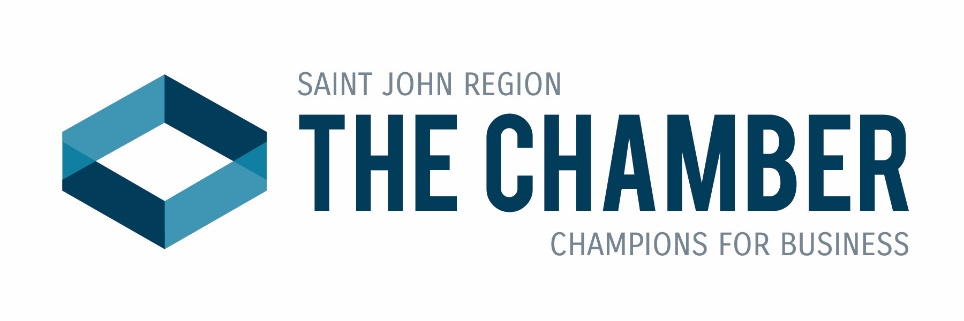 SAINT JOHN REGION
THE CHAMBER
CHAMPIONS FOR BUSINESS